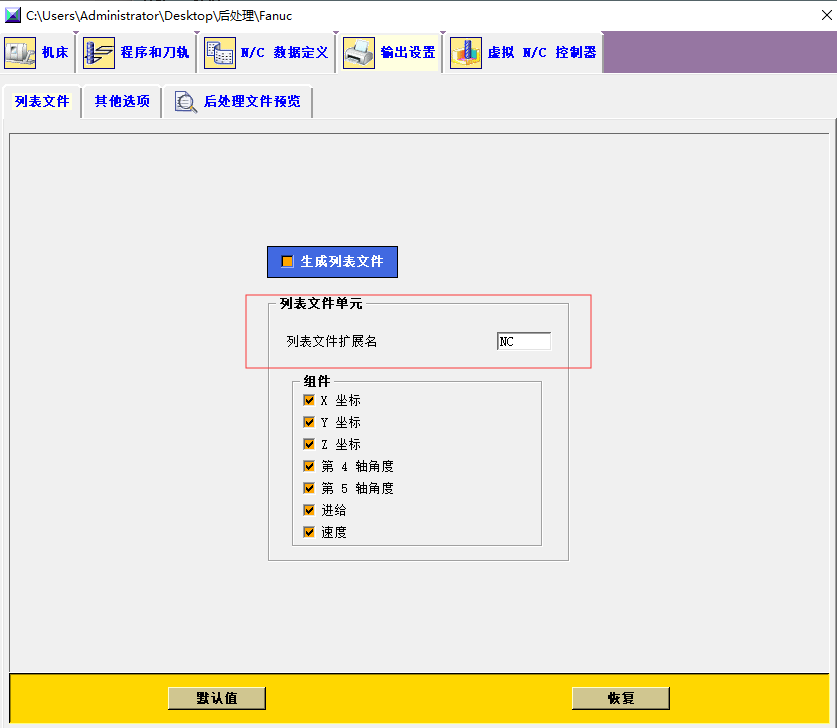 C:\Users\Administrator\Desktop\后处理\Fanuc
机床 程序和刀轨 N/C 数据定义 输出设置 虚拟 N/C 控制器
列表文件 其他选项 后处理文件预览
生成列表文件
列表文件单元
列表文件扩展名 NC
组件
X 坐标
Y 坐标
Z 坐标
第 4 轴角度
第 5 轴角度
进给
速度
默认值 恢复